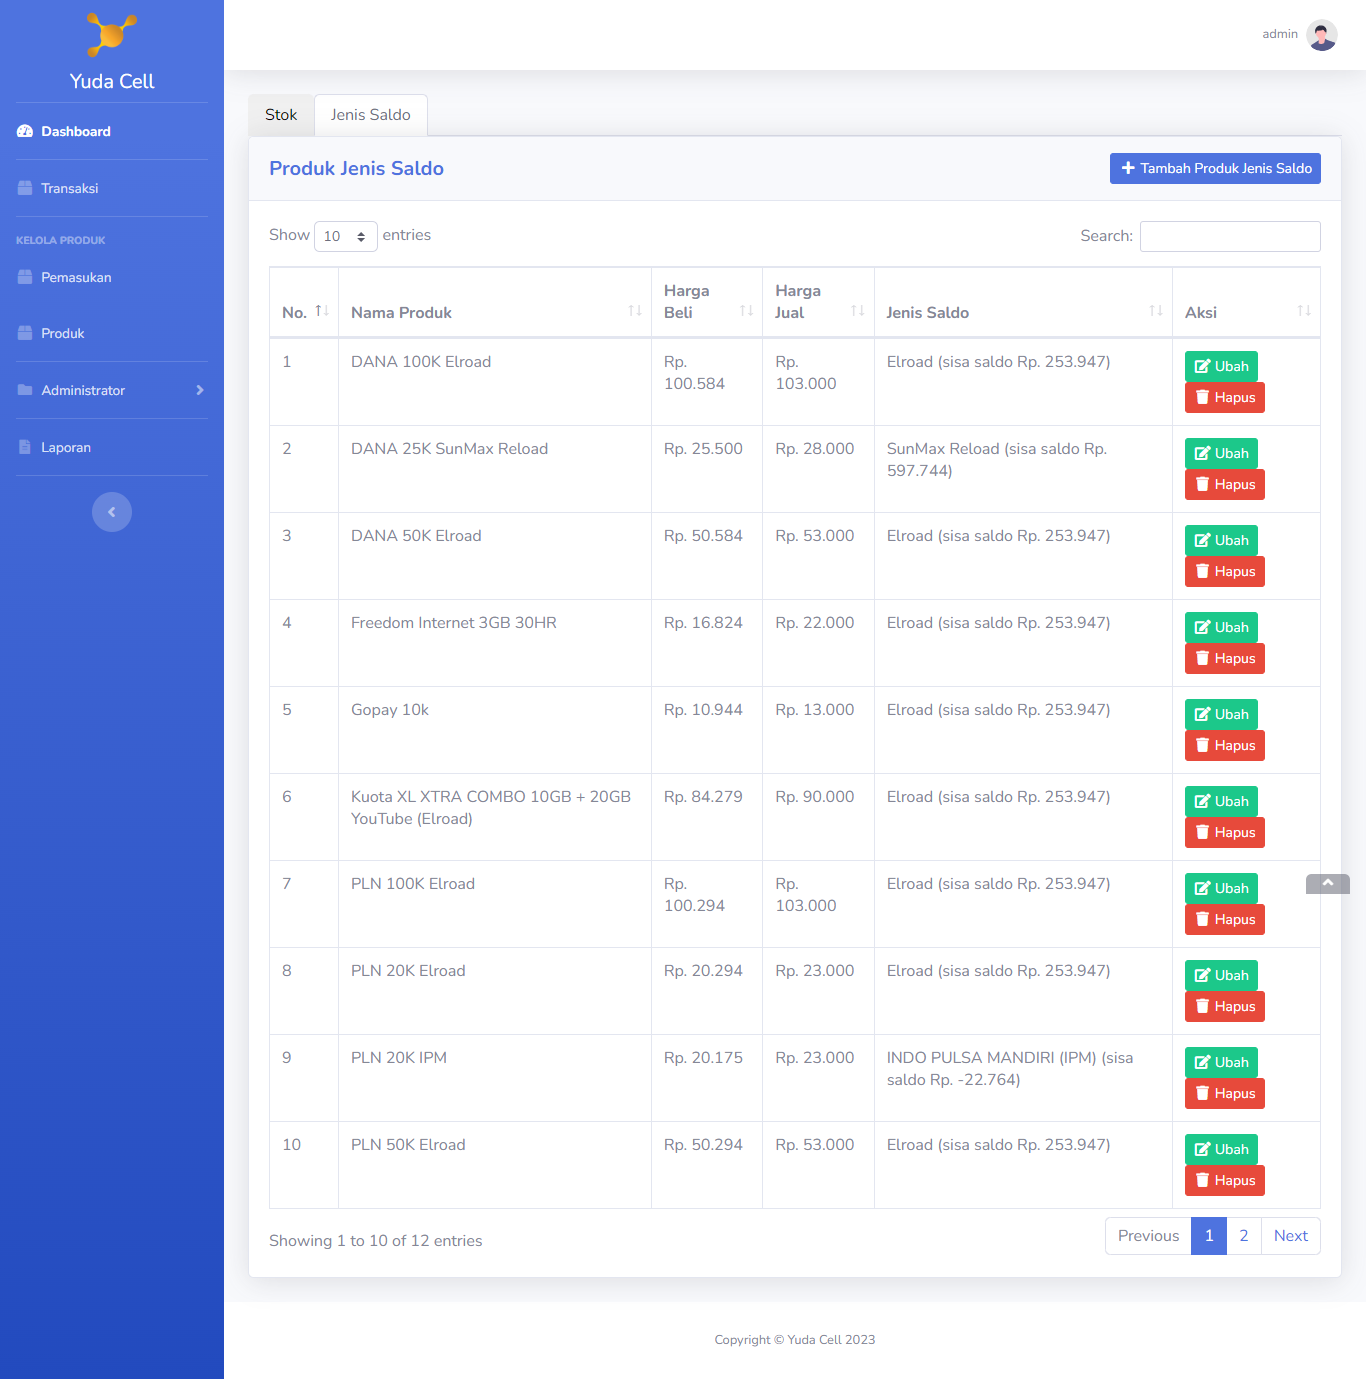 Yuda Cell
Dashboard
Transaksi
KELOLA PRODUK
Pemasukan
Produk
Administrator
Laporan
admin
Stok
Jenis Saldo
Produk Jenis Saldo
Tambah Produk Jenis Saldo
Show 10 entries
Search:
No. Nama Produk Harga Beli Harga Jual Jenis Saldo Aksi
1 DANA 100K Elroad Rp. 100.584 Rp. 103.000 Elroad (sisa saldo Rp. 253.947) Ubah
Hapus
2 DANA 25K SunMax Reload Rp. 25.500 Rp. 28.000 SunMax Reload (sisa saldo Rp. 597.744) Ubah
Hapus
3 DANA 50K Elroad Rp. 50.584 Rp. 53.000 Elroad (sisa saldo Rp. 253.947) Ubah
Hapus
4 Freedom Internet 3GB 30HR Rp. 16.824 Rp. 22.000 Elroad (sisa saldo Rp. 253.947) Ubah
Hapus
5 Gopay 10k Rp. 10.944 Rp. 13.000 Elroad (sisa saldo Rp. 253.947) Ubah
Hapus
6 Kuota XL XTRA COMBO 10GB + 20GB YouTube (Elroad) Rp. 84.279 Rp. 90.000 Elroad (sisa saldo Rp. 253.947) Ubah
Hapus
7 PLN 100K Elroad Rp. 100.294 Rp. 103.000 Elroad (sisa saldo Rp. 253.947) Ubah
Hapus
8 PLN 20K Elroad Rp. 20.294 Rp. 23.000 Elroad (sisa saldo Rp. 253.947) Ubah
Hapus
9 PLN 20K IPM Rp. 20.175 Rp. 23.000 INDO PULSA MANDIRI (IPM) (sisa saldo Rp. -22.764) Ubah
Hapus
10 PLN 50K Elroad Rp. 50.294 Rp. 53.000 Elroad (sisa saldo Rp. 253.947) Ubah
Hapus
Showing 1 to 10 of 12 entries
Previous 1 2 Next
Copyright © Yuda Cell 2023